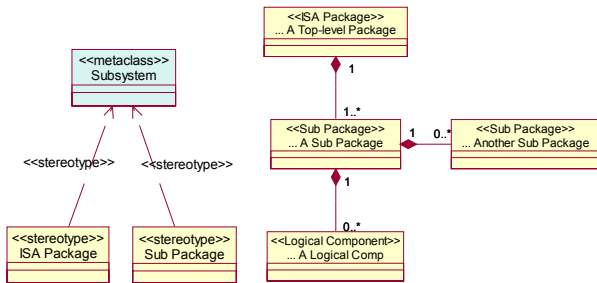 <<metaclass>>
Subsystem
<<stereotype>>
<<stereotype>>
<<stereotype>>
ISA Package
<<stereotype>>
Sub Package
<<ISA Package>>
... A Top-level Package
1
1..*
<<Sub Package>>
... A Sub Package
1
0..*
<<Sub Package>>
... Another Sub Package
1
0..*
<<Logical Component>>
... A Logical Comp